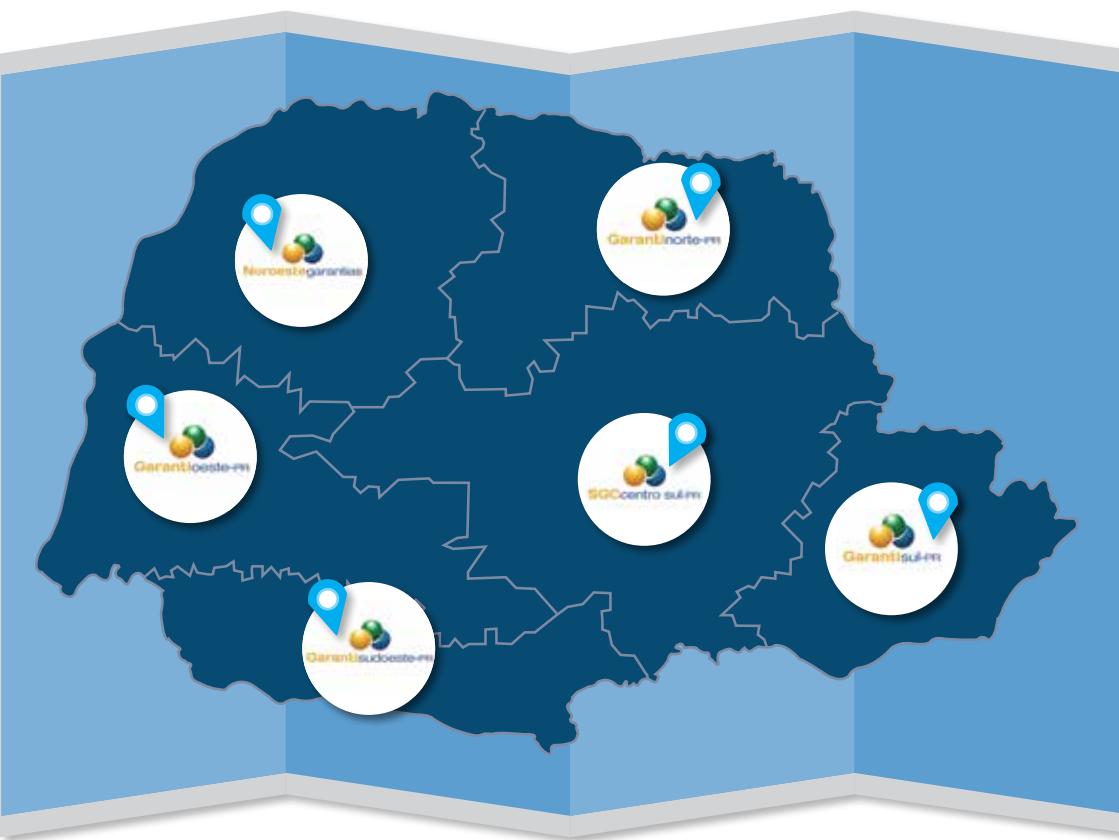 Noroestegarantias
Garantinorte-PR
Garantioeste-PR
SGCcentro sul-PR
Garantisul-PR
Garantisudoeste-PR